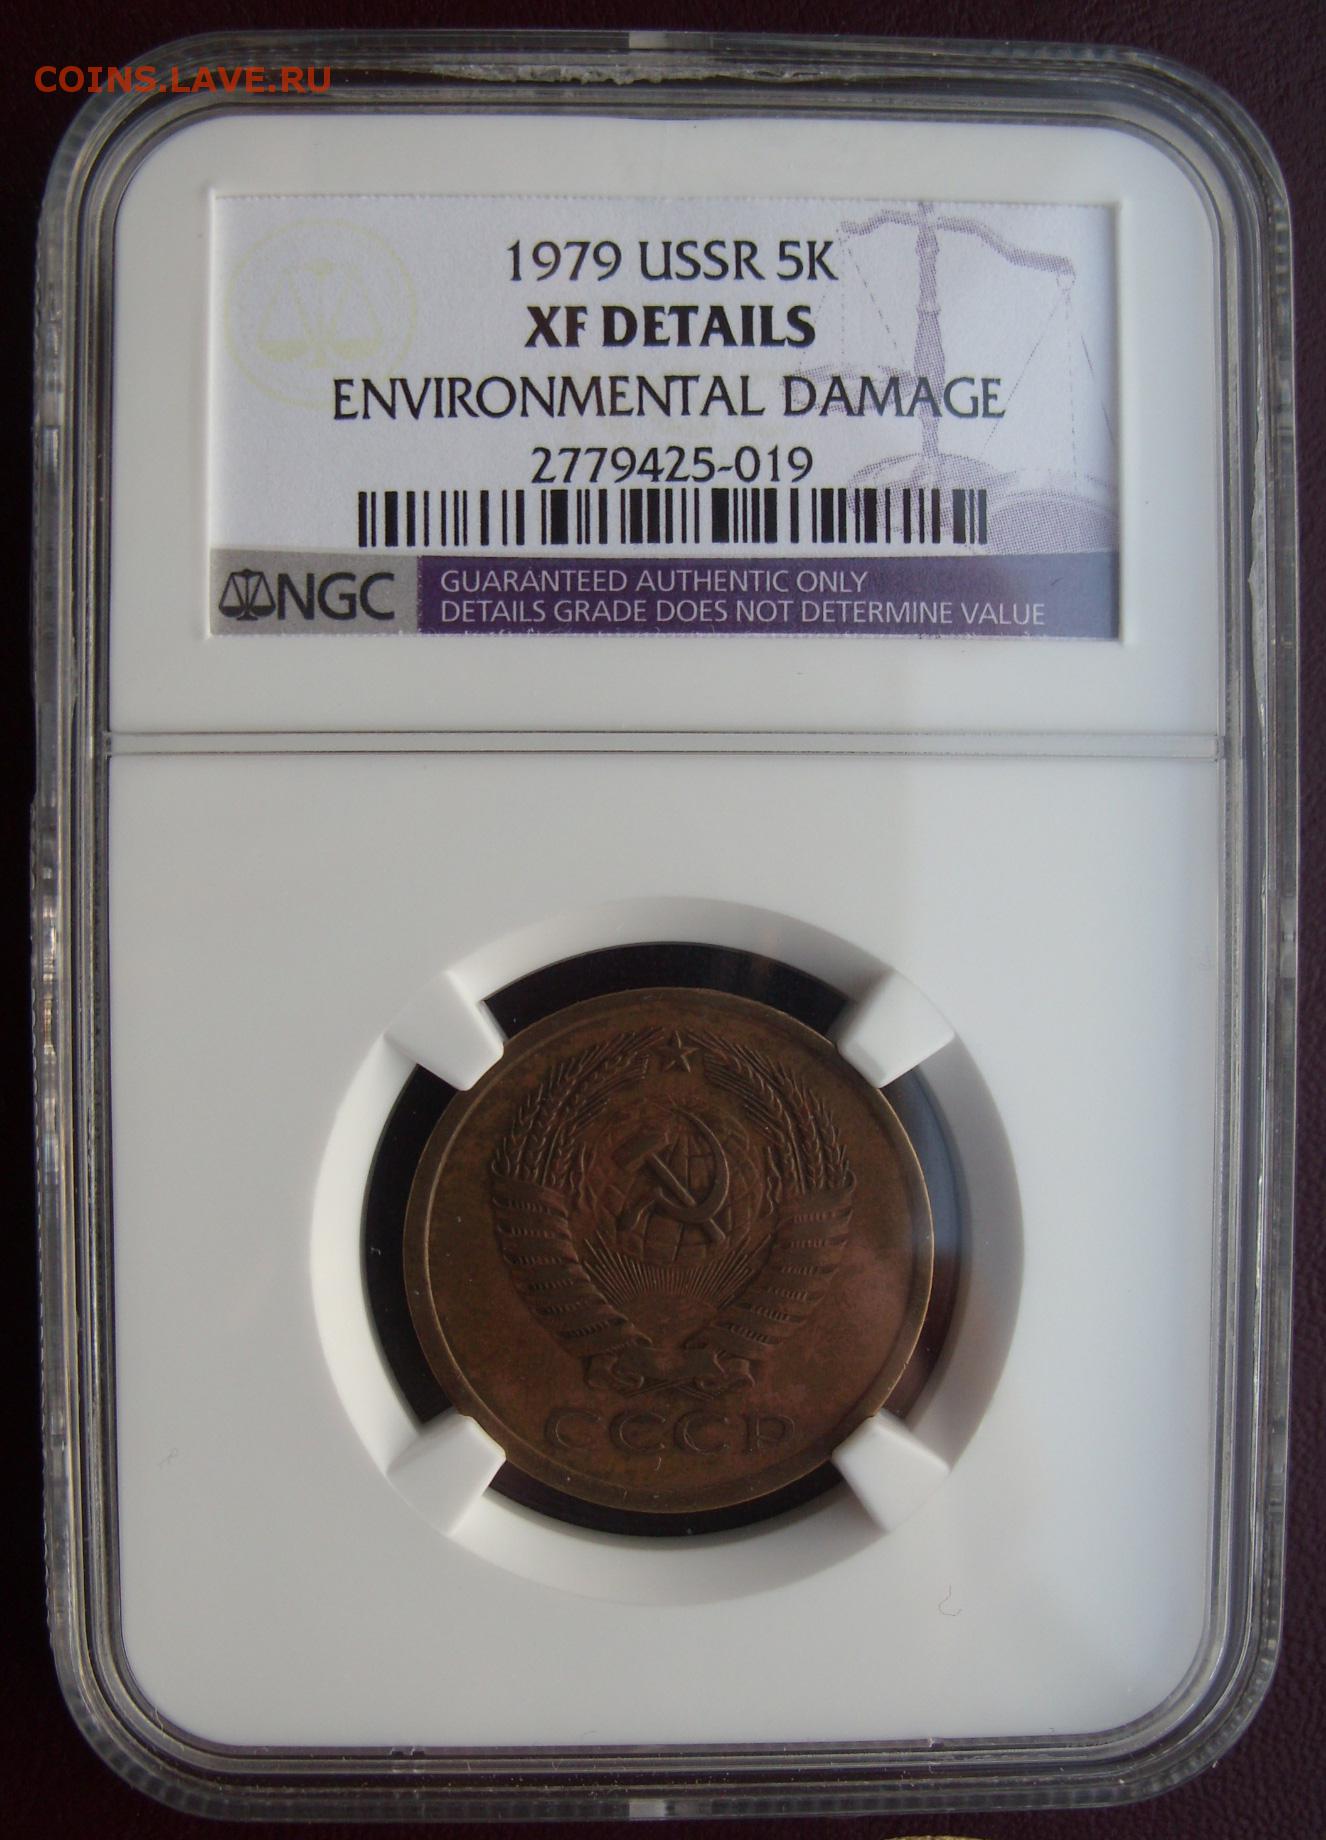 COINS.LAVE.RU
1979 USSR 5K
XF DETAILS
ENVIRONMENTAL DAMAGE
2779425-019
NGC
GUARANTEED AUTHENTIC ONLY
DETAILS GRADE DOES NOT DETERMINE VALUE
СССР